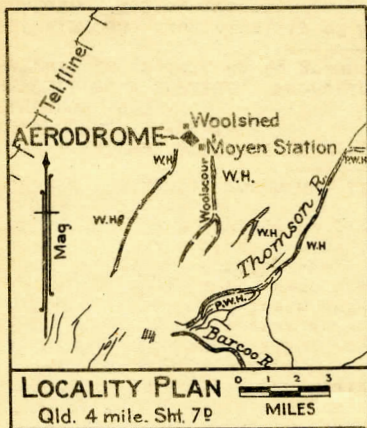 Tel. line
Woolshed
AERODROME
Moyen Station
W.H.
Woolscour
W.H.
P.W.H.
W.H.
Mag
W.H.
Thomson R.
W.H.
P.W.H.
Barcoo R.
LOCALITY PLAN
Qld. 4 mile. Sht. 7D
0 1 2 3
MILES